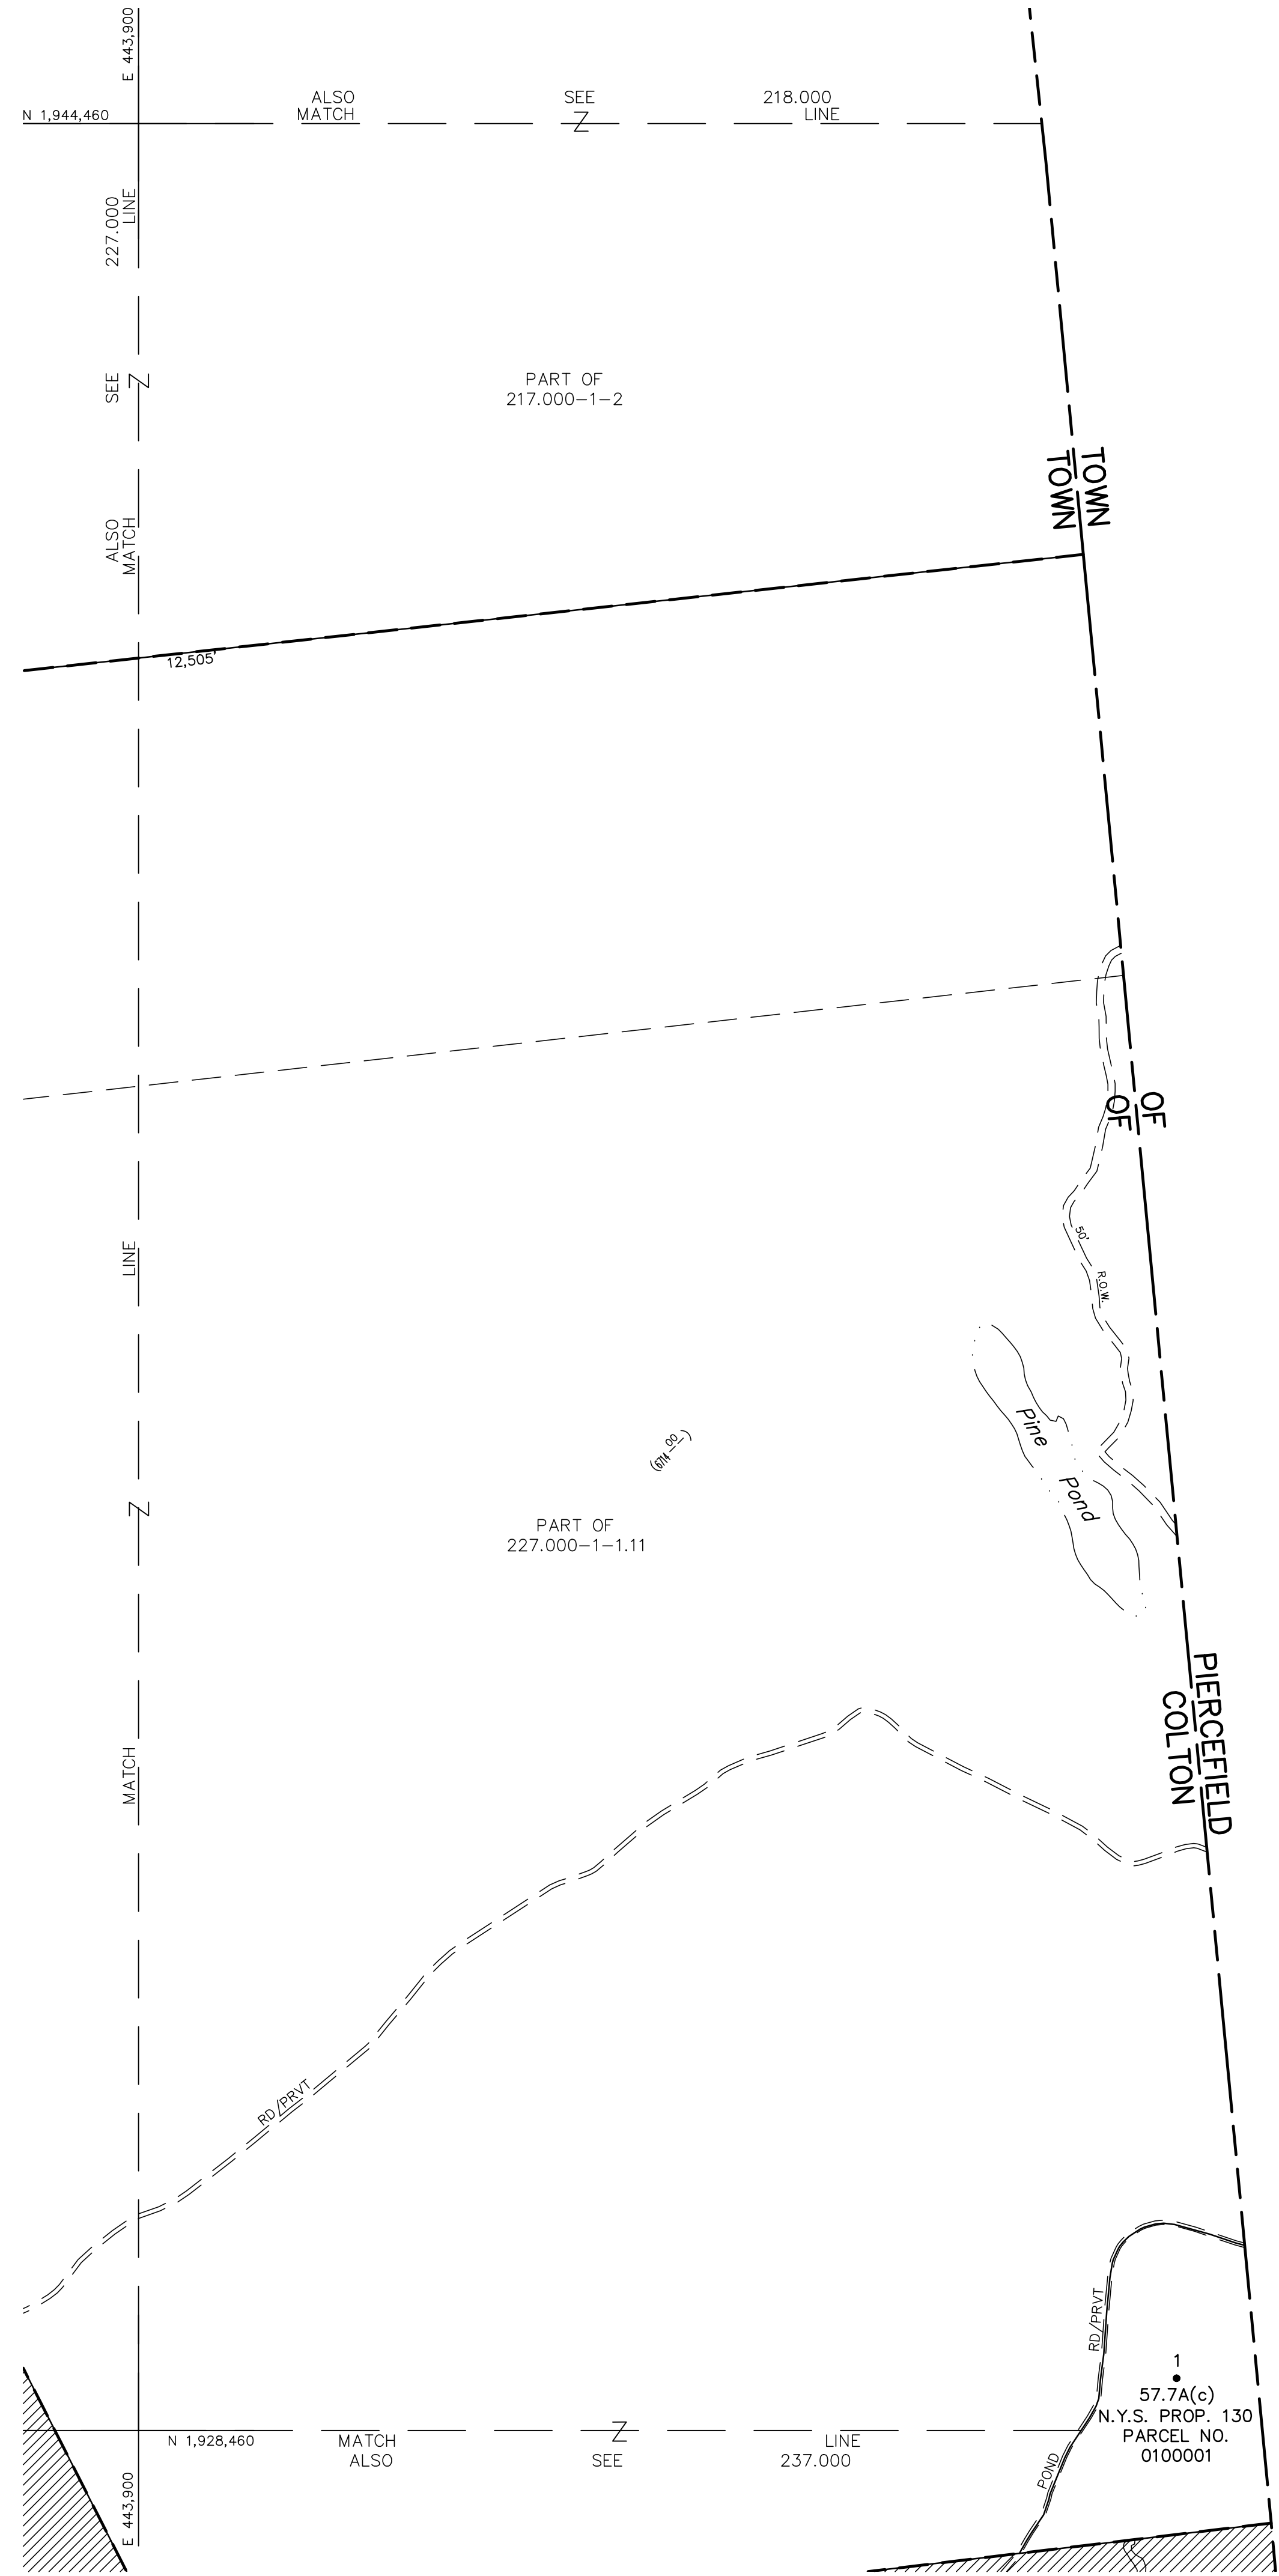 E 443,900
N 1,944,460
ALSO SEE 218.000
MATCH LINE
Z
227.000
LINE
SEE
Z
ALSO
MATCH
PART OF
217.000-1-2
TOWN
TOWN
12,505'
OF
OF
50'
R.O.W.
LINE
Pine
Pond
Z
PART OF
227.000-1-1.11
PIERCEFIELD
COLTON
MATCH
RD/PRVT
RD/PRVT
1
57.7A(c)
N.Y.S. PROP. 130
PARCEL NO.
0100001
POND
N 1,928,460
MATCH Z LINE
ALSO SEE 237.000
E 443,900